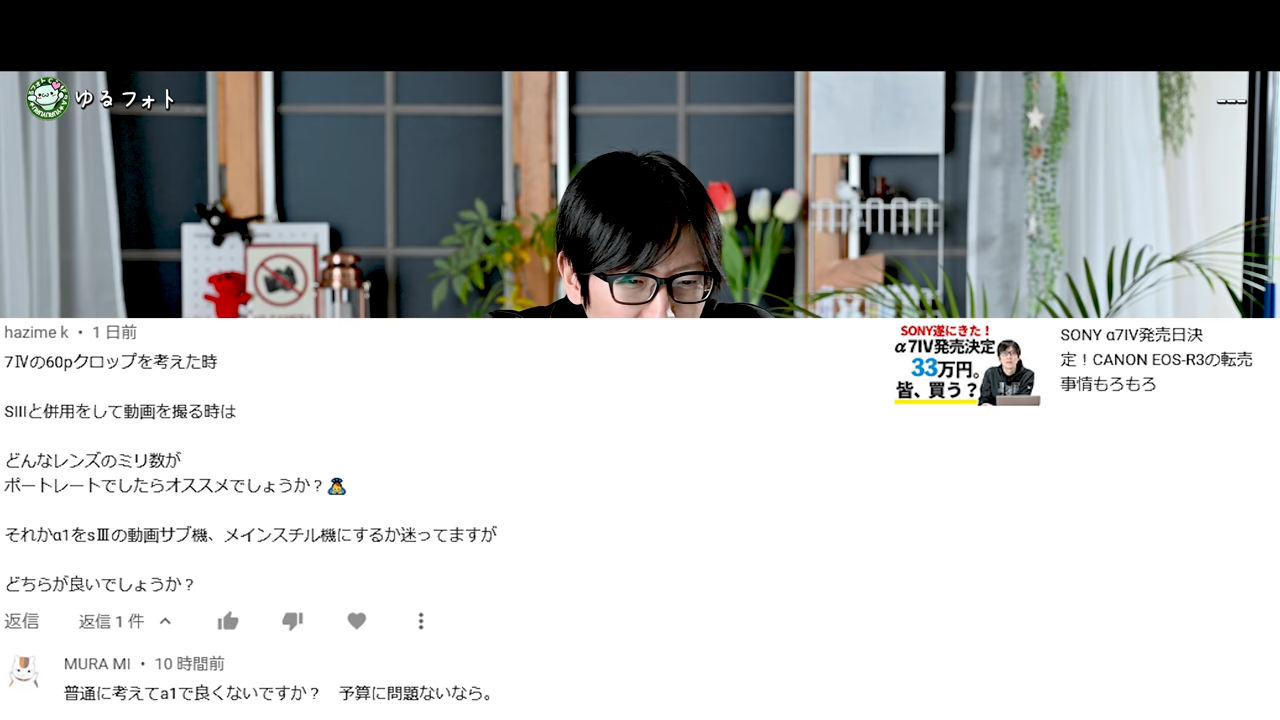 ゆるフォト
hazime k • 1 日前
7Ⅳの60pクロップを考えた時
SIIIと併用をして動画を撮る時は
どんなレンズのミリ数が
ポートレートでしたらオススメでしょうか？🙇
それかα1をsⅢの動画サブ機、メインスチル機にするか迷ってますが
どちらが良いでしょうか？
返信 返信 1 件
MURA MI • 10 時間前
普通に考えてa1で良くないですか？　予算に問題ないなら。
SONY遂にきた！
α7IV発売決定
33万円。
皆、買う？
SONY α7IV発売日決
定！CANON EOS-R3の転売
事情もろもろ